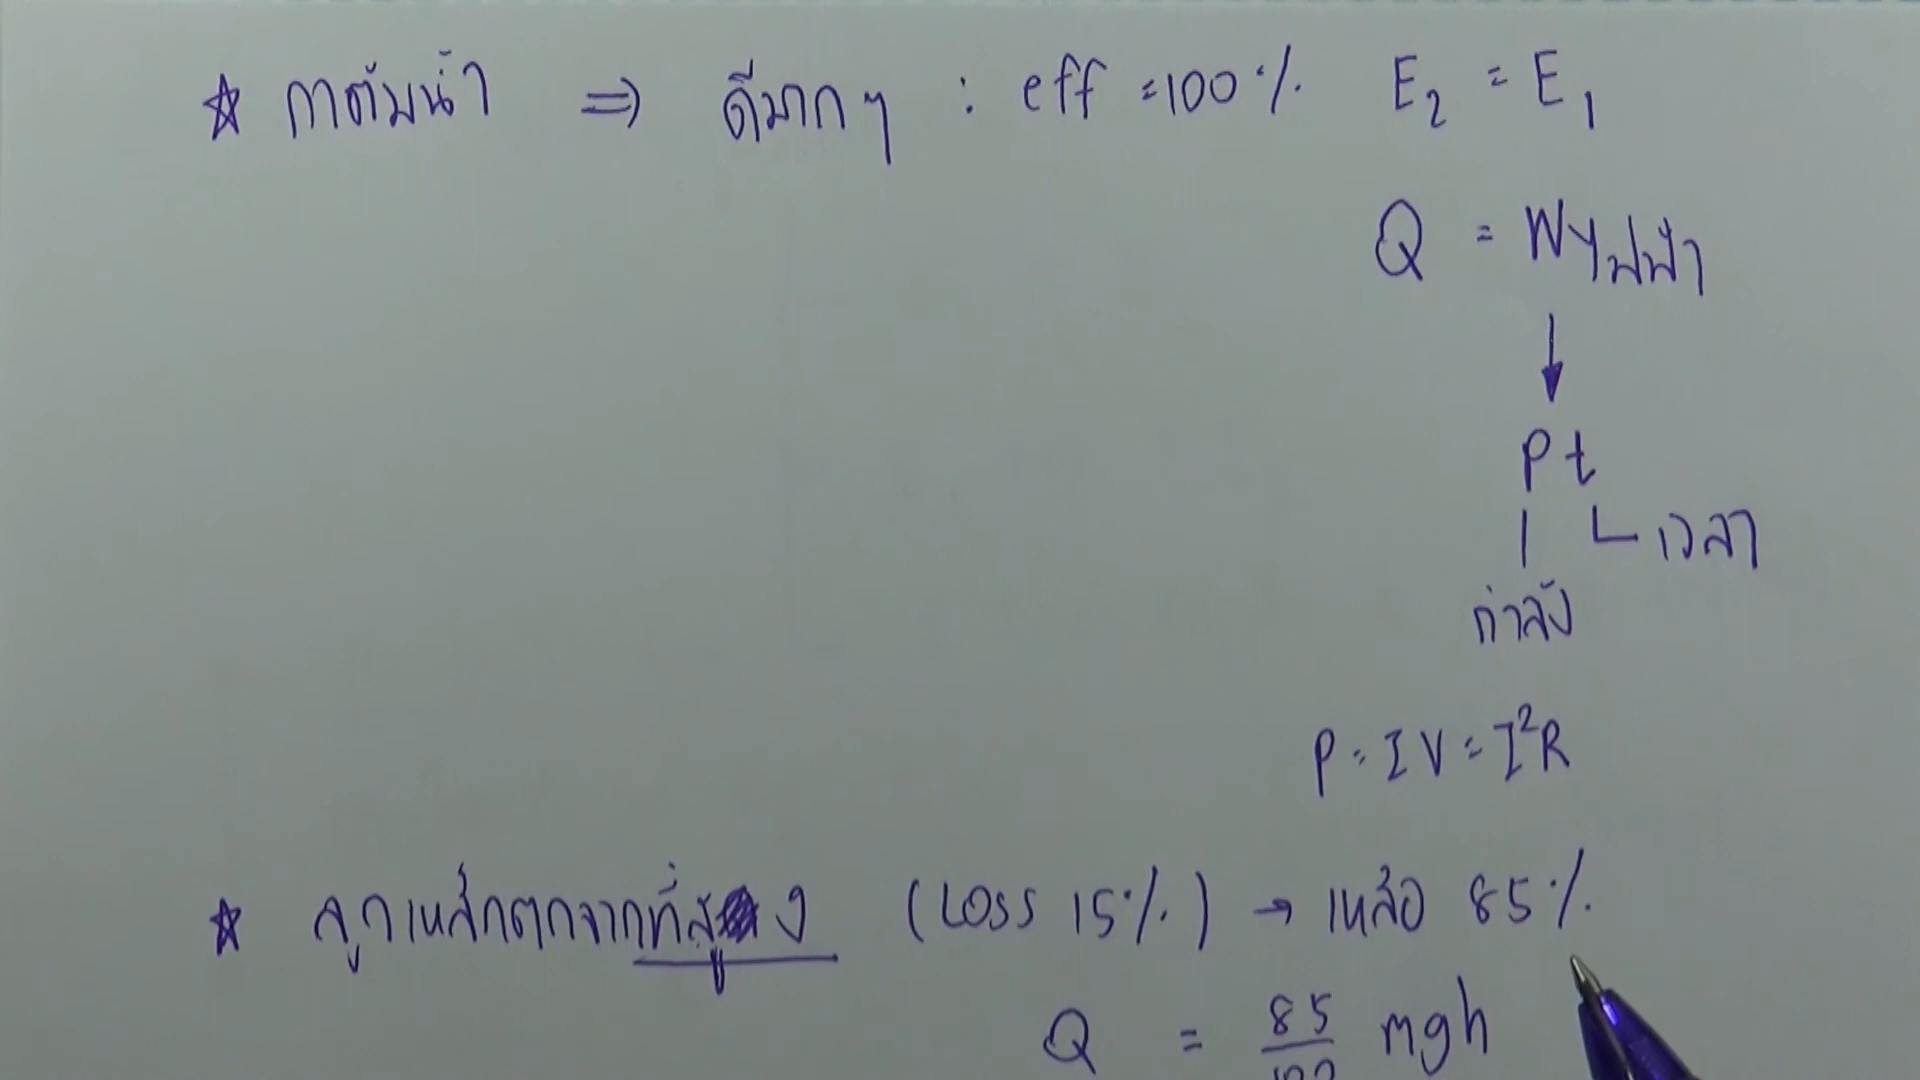 ☆ กาต้มน้ำ ⇒ ดีมากๆ : eff = 100 % E₂ = E₁
Q = Wไฟฟ้า
↓
P t
เวลา
กำลัง
P = IV = I²R
☆ ลูกเหล็กตกจากที่สูง (LOSS 15%) → เหลือ 85%
Q = 85/100 mgh